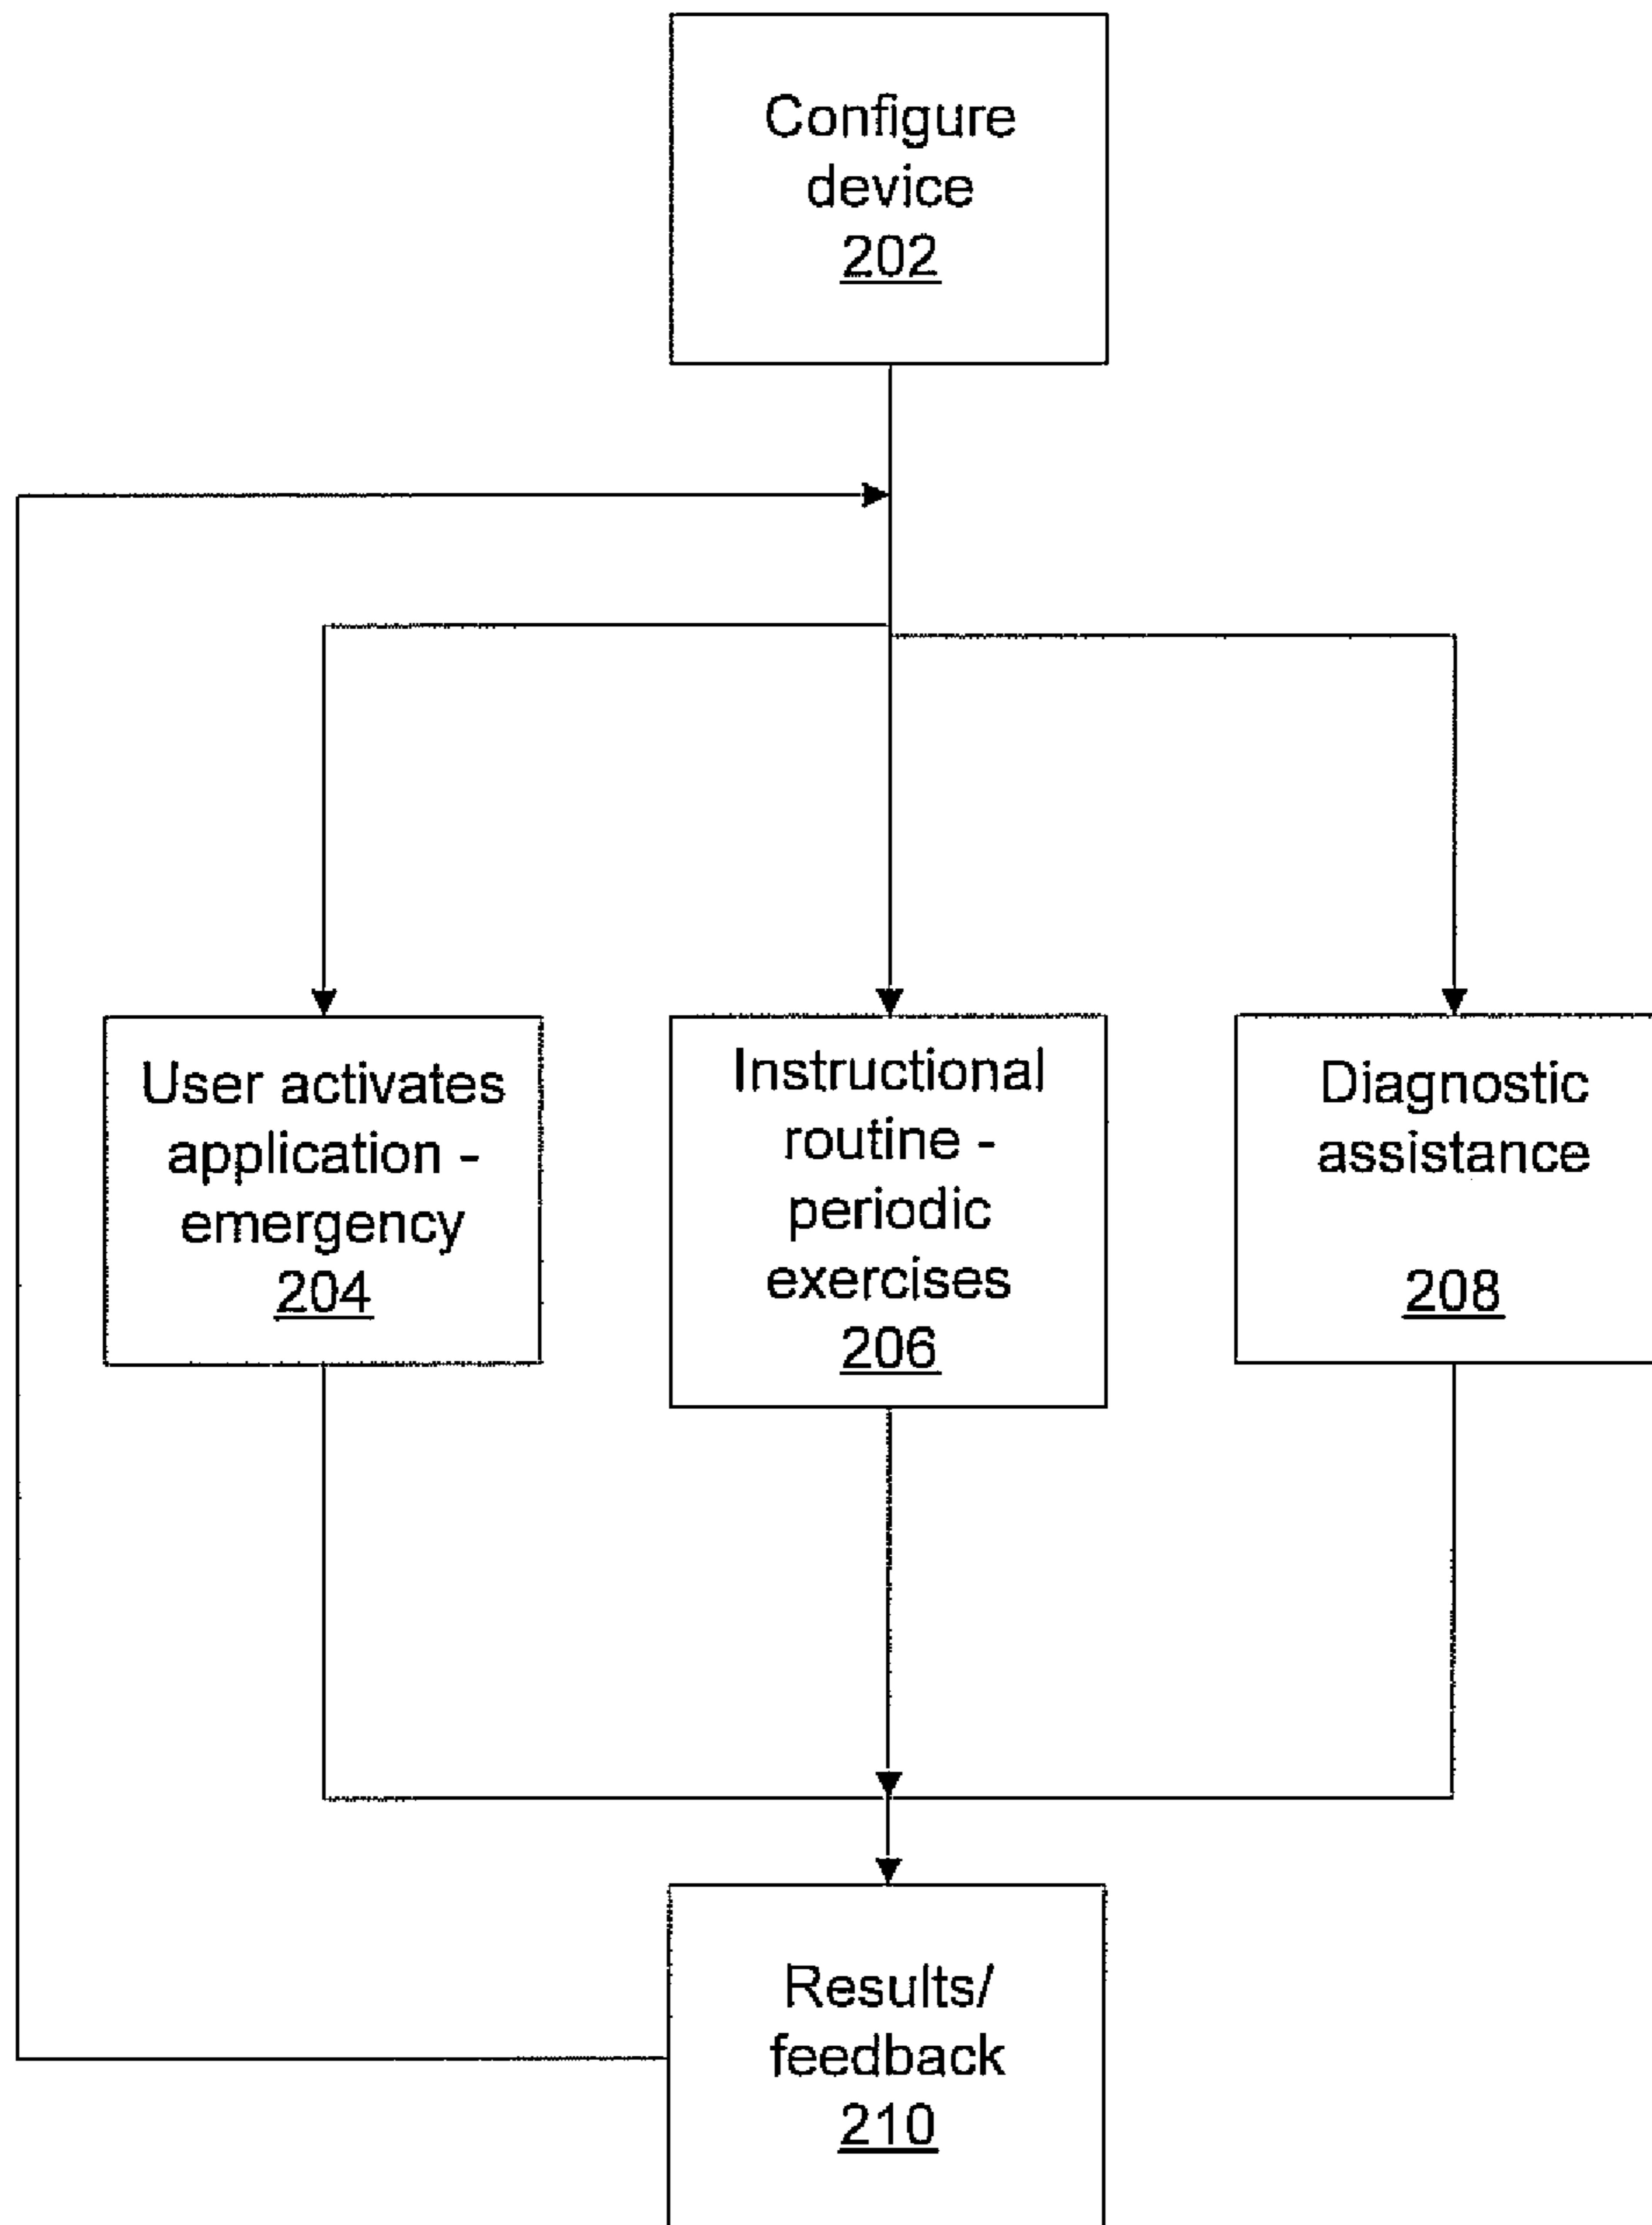 Configure
device
202
User activates
application -
emergency
204
Instructional
routine -
periodic
exercises
206
Diagnostic
assistance
208
Results/
feedback
210